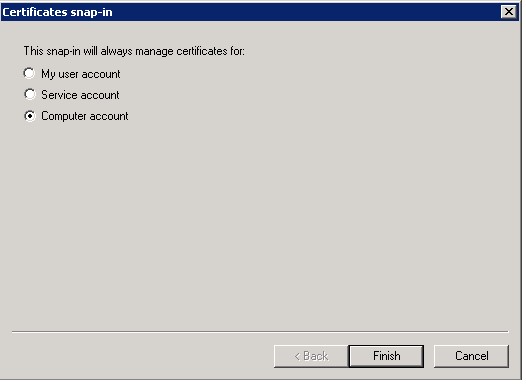 Certificates snap-in
This snap-in will always manage certificates for:
My user account
Service account
Computer account
< Back
Finish
Cancel